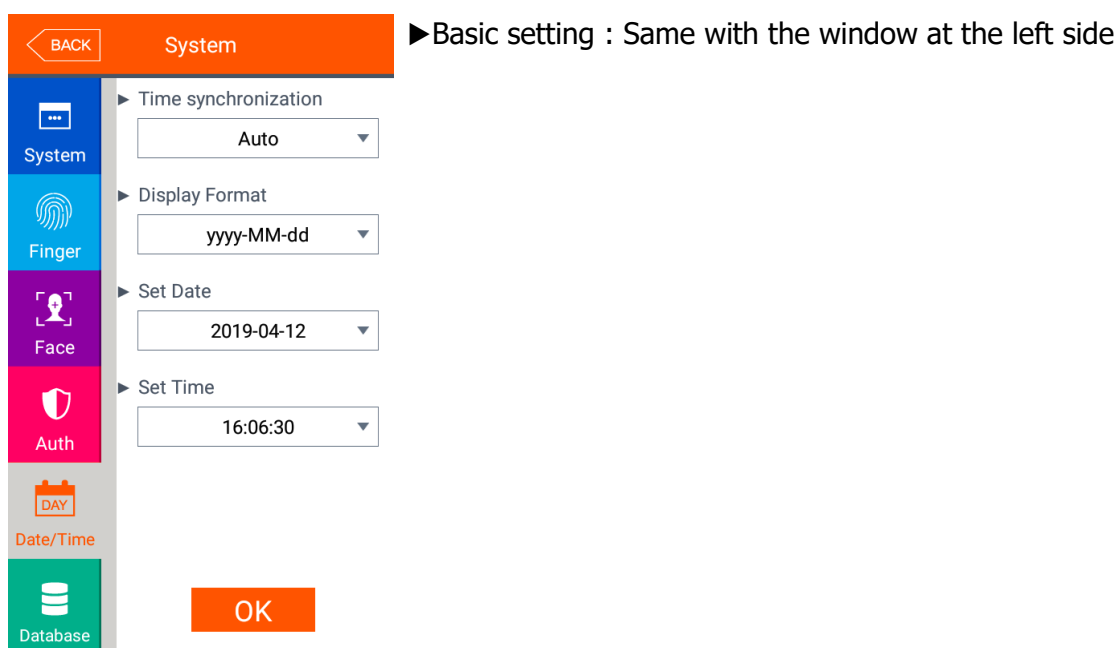 BACK
System
▶Basic setting : Same with the window at the left side
System
Finger
Face
Auth
DAY
Date/Time
Database
▶ Time synchronization
Auto
▶ Display Format
yyyy-MM-dd
▶ Set Date
2019-04-12
▶ Set Time
16:06:30
OK